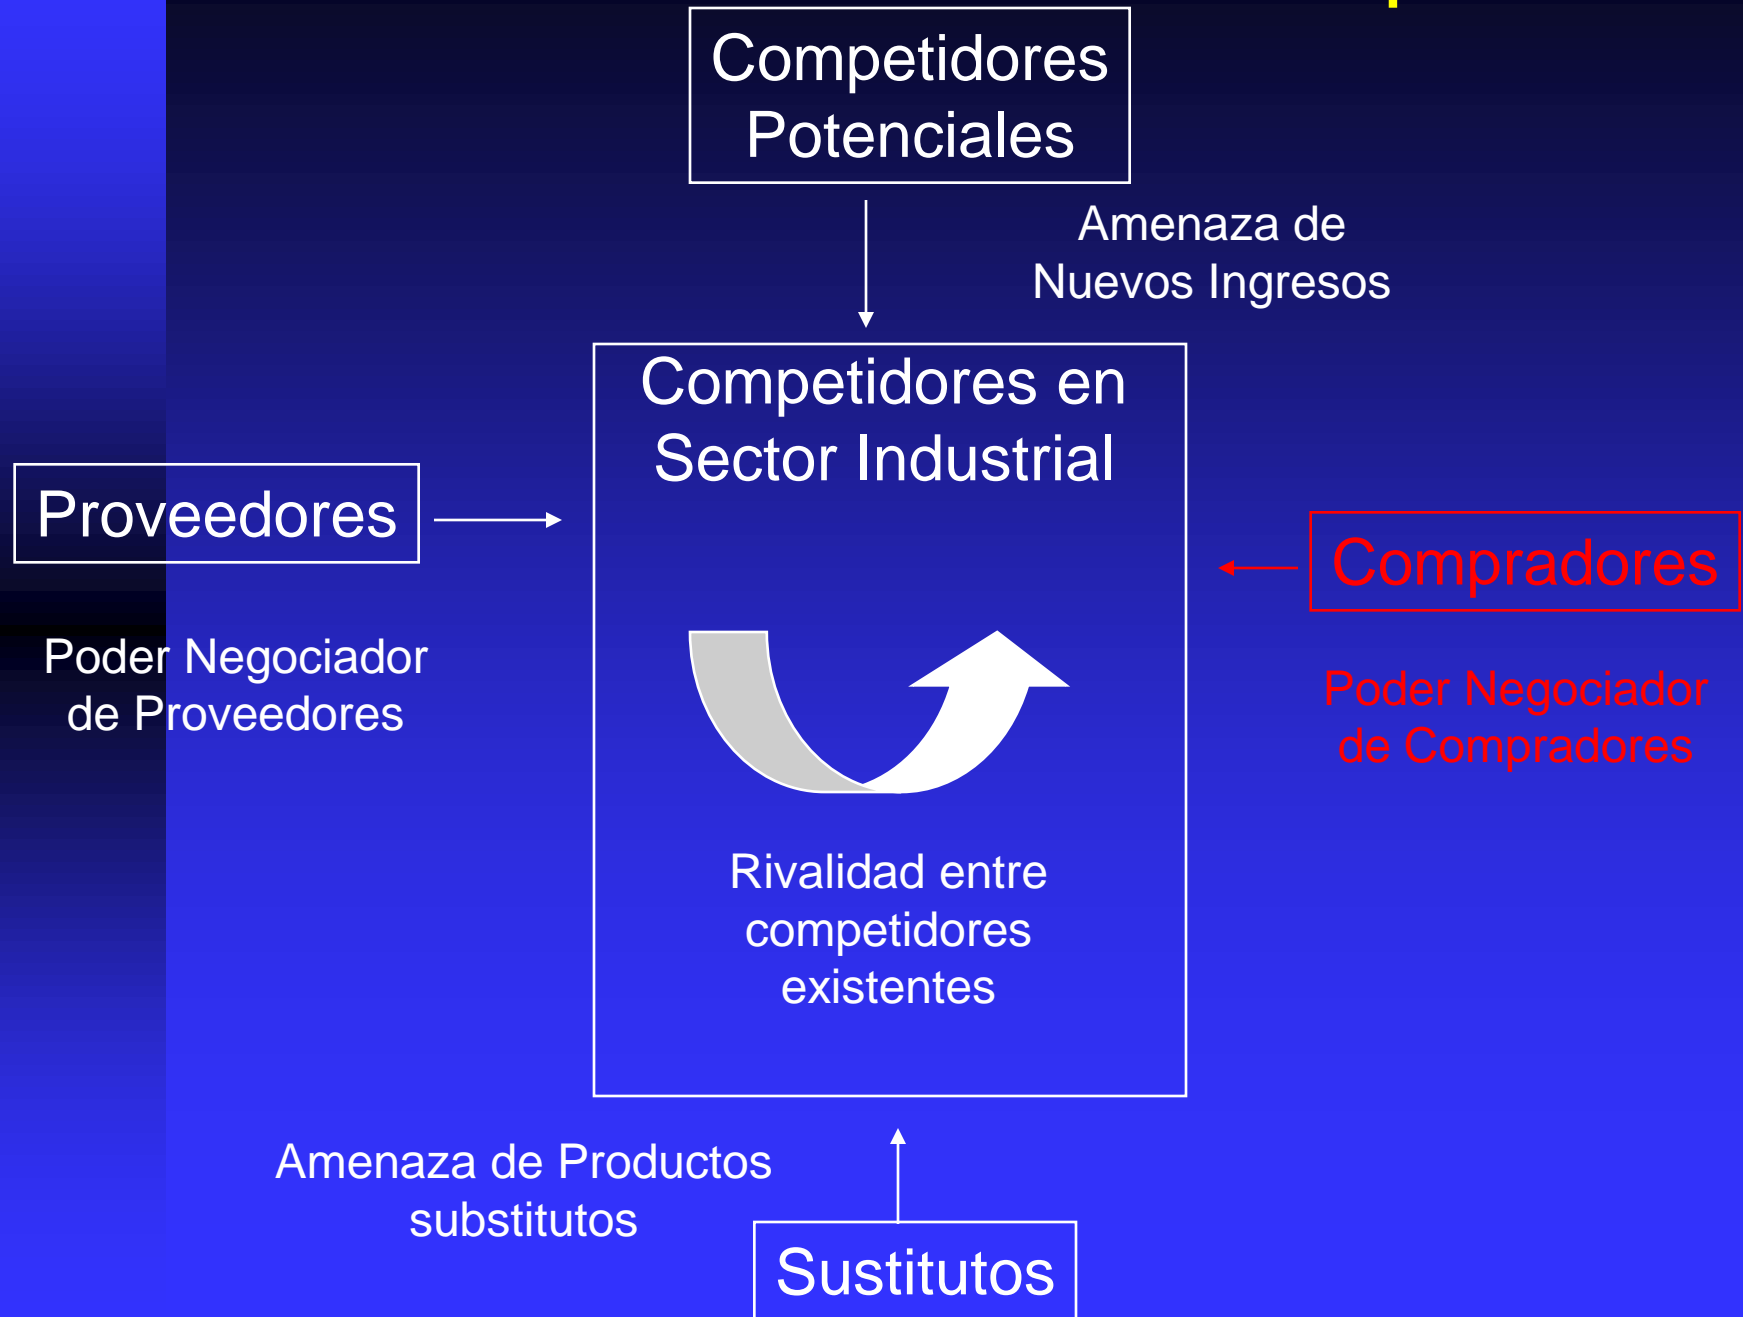 Competidores
Potenciales
Amenaza de
Nuevos Ingresos
Competidores en
Sector Industrial
Proveedores
Compradores
Poder Negociador
de Proveedores
Poder Negociador
de Compradores
Rivalidad entre
competidores
existentes
Amenaza de Productos
substitutos
Sustitutos